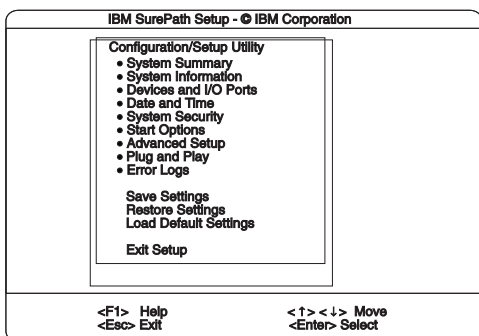 IBM SurePath Setup - © IBM Corporation
Configuration/Setup Utility
• System Summary
• System Information
• Devices and I/O Ports
• Date and Time
• System Security
• Start Options
• Advanced Setup
• Plug and Play
• Error Logs
Save Settings
Restore Settings
Load Default Settings
Exit Setup
<F1> Help <↑> <↓> Move
<Esc> Exit <Enter> Select